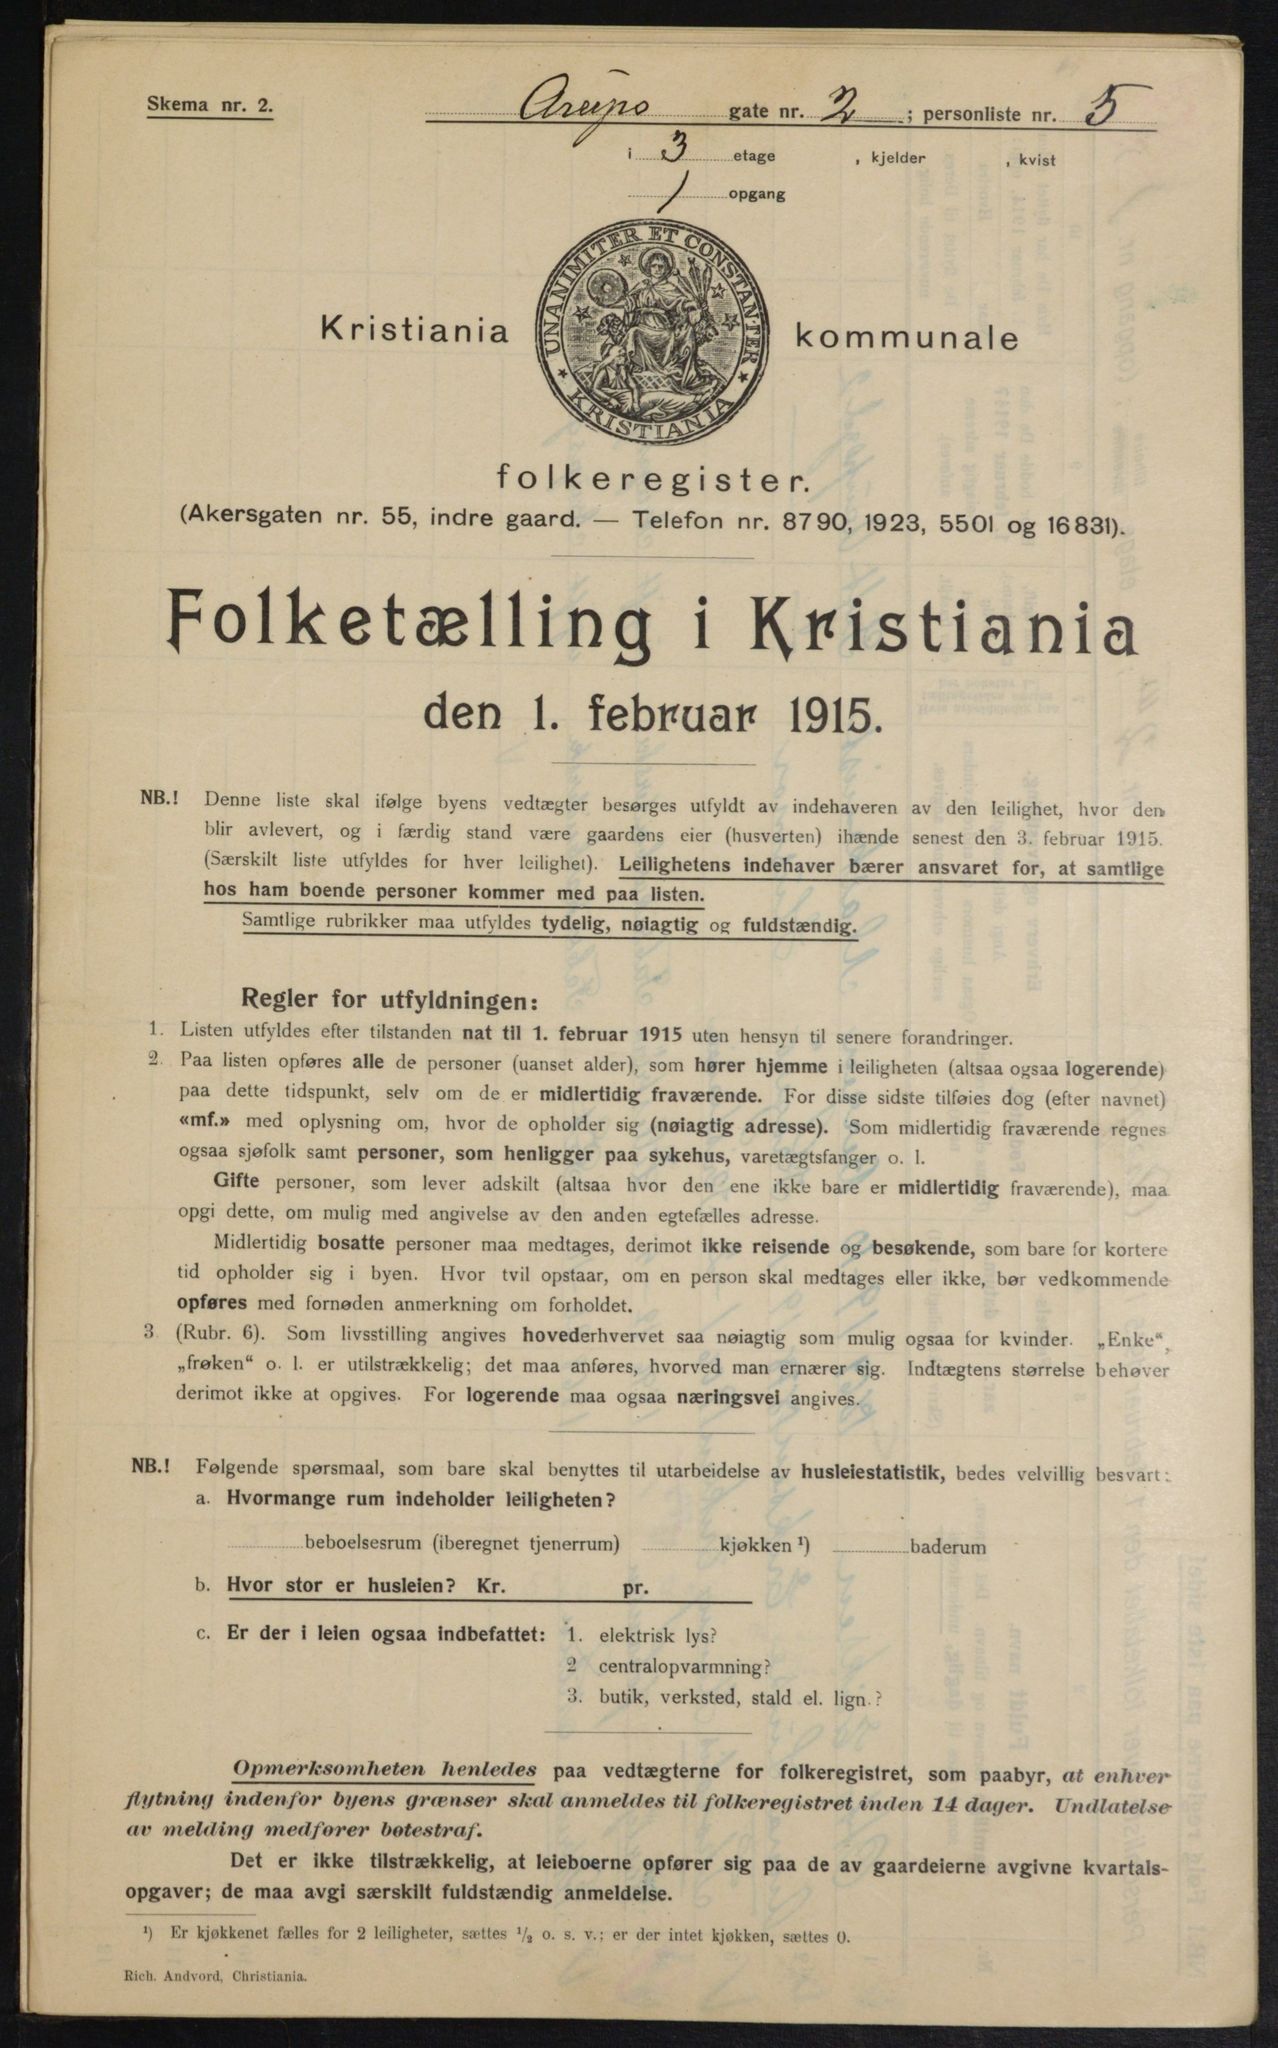 Skema nr. 2.
Arups gate nr. 2 ; personliste nr. 5
i 3 etage , kjelder , kvist
1 opgang
UNANIMITER ET CONSTANTER
KRISTIANIA
Kristiania kommunale
folkeregister.
(Akersgaten nr. 55, indre gaard. — Telefon nr. 8790, 1923, 5501 og 16831).
Folketælling i Kristiania
den 1. februar 1915.
NB.! Denne liste skal ifølge byens vedtægter besørges utfyldt av indehaveren av den leilighet, hvor den
blir avlevert, og i færdig stand være gaardens eier (husverten) ihænde senest den 3. februar 1915.
(Særskilt liste utfyldes for hver leilighet). Leilighetens indehaver bærer ansvaret for, at samtlige
hos ham boende personer kommer med paa listen.
Samtlige rubrikker maa utfyldes tydelig, nøiagtig og fuldstændig.
Regler for utfyldningen:
1. Listen utfyldes efter tilstanden nat til 1. februar 1915 uten hensyn til senere forandringer.
2. Paa listen opføres alle de personer (uanset alder), som hører hjemme i leiligheten (altsaa ogsaa logerende)
paa dette tidspunkt, selv om de er midlertidig fraværende. For disse sidste tilføies dog (efter navnet)
«mf.» med oplysning om, hvor de opholder sig (nøiagtig adresse). Som midlertidig fraværende regnes
ogsaa sjøfolk samt personer, som henligger paa sykehus, varetægtsfanger o. l.
Gifte personer, som lever adskilt (altsaa hvor den ene ikke bare er midlertidig fraværende), maa
opgi dette, om mulig med angivelse av den anden egtefælles adresse.
Midlertidig bosatte personer maa medtages, derimot ikke reisende og besøkende, som bare for kortere
tid opholder sig i byen. Hvor tvil opstaar, om en person skal medtages eller ikke, bør vedkommende
opføres med fornøden anmerkning om forholdet.
3 (Rubr. 6). Som livsstilling angives hovederhvervet saa nøiagtig som mulig ogsaa for kvinder. „Enke“,
„frøken“ o. l. er utilstrækkelig; det maa anføres, hvorved man ernærer sig. Indtægtens størrelse behøver
derimot ikke at opgives. For logerende maa ogsaa næringsvei angives.
NB.! Følgende spørsmaal, som bare skal benyttes til utarbeidelse av husleiestatistik, bedes velvillig besvart:
a. Hvormange rum indeholder leiligheten?
beboelsesrum (iberegnet tjenerrum) kjøkken ¹) baderum
b. Hvor stor er husleien? Kr. pr.
c. Er der i leien ogsaa indbefattet: 1. elektrisk lys?
2 centralopvarmning?
3. butik, verksted, stald el. lign.?
Opmerksomheten henledes paa vedtægterne for folkeregistret, som paabyr, at enhver
flytning indenfor byens grænser skal anmeldes til folkeregistret inden 14 dager. Undlatelse
av melding medfører bøtestraf.
Det er ikke tilstrækkelig, at leieboerne opfører sig paa de av gaardeierne avgivne kvartals-
opgaver; de maa avgi særskilt fuldstændig anmeldelse.
¹) Er kjøkkenet fælles for 2 leiligheter, sættes ½ o. s. v.; er der intet kjøkken, sættes 0.
Rich. Andvord, Christiania.